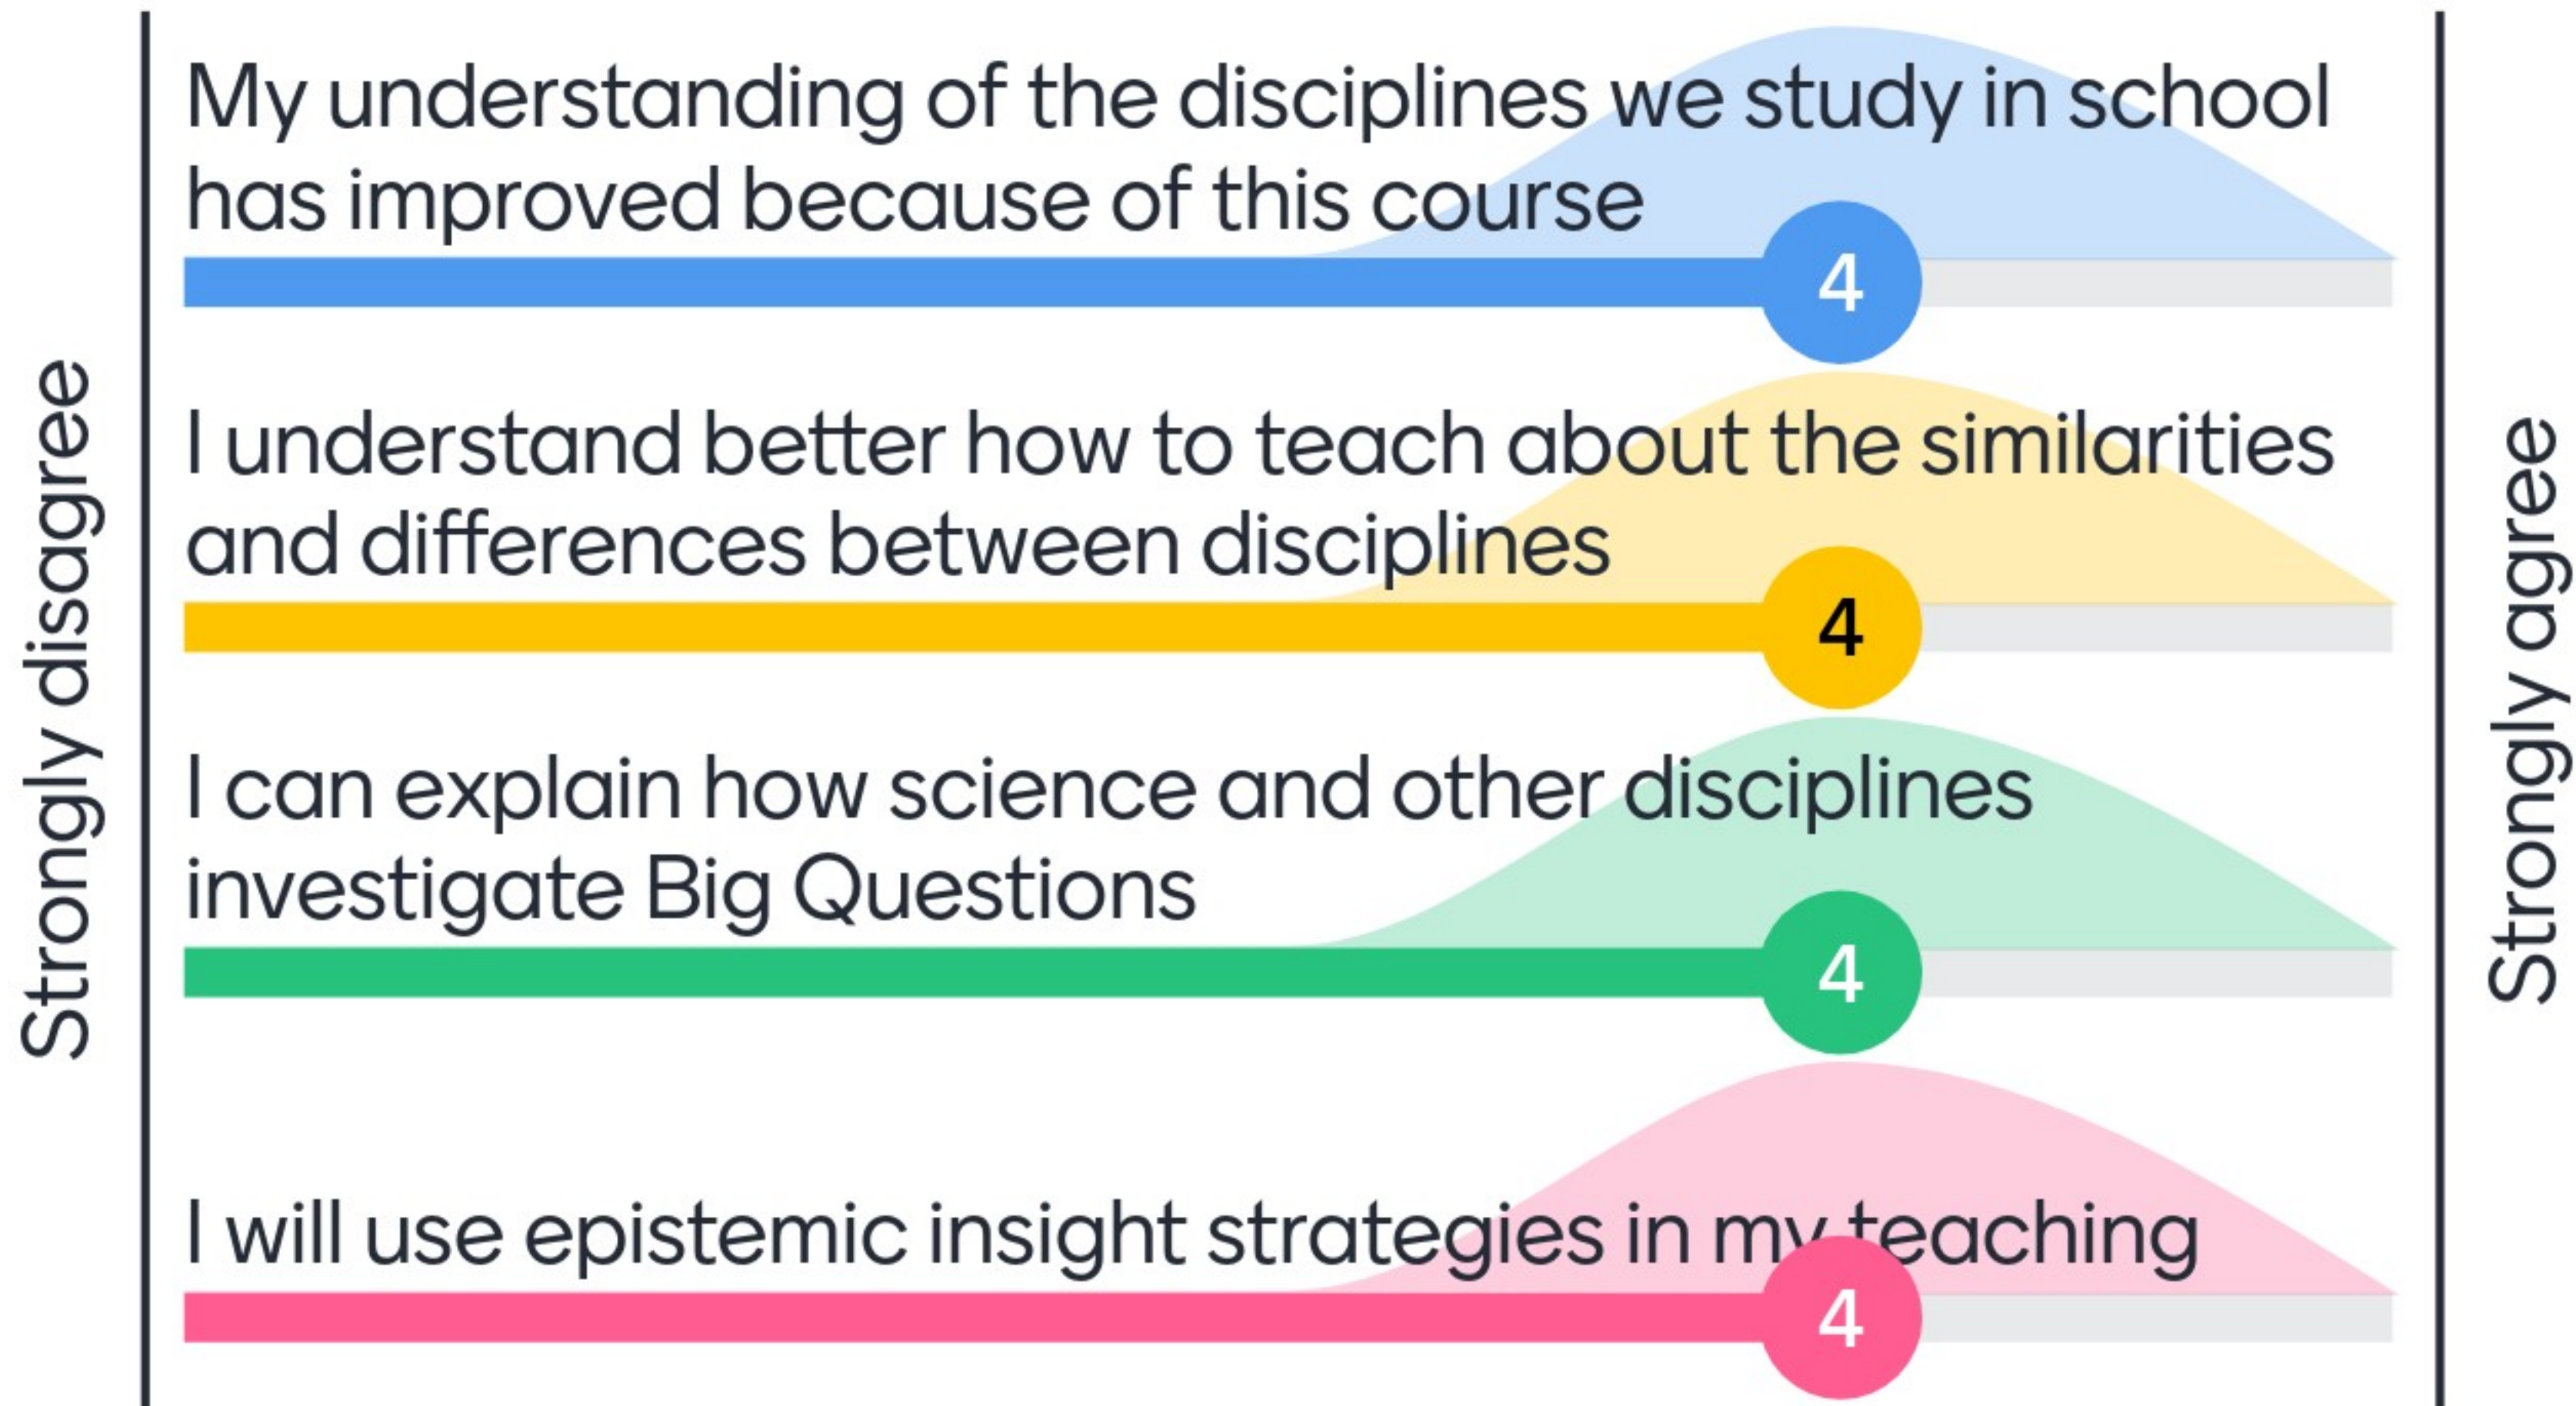 Strongly disagree
My understanding of the disciplines we study in school
has improved because of this course
4
I understand better how to teach about the similarities
and differences between disciplines
4
I can explain how science and other disciplines
investigate Big Questions
4
I will use epistemic insight strategies in my teaching
4
Strongly agree